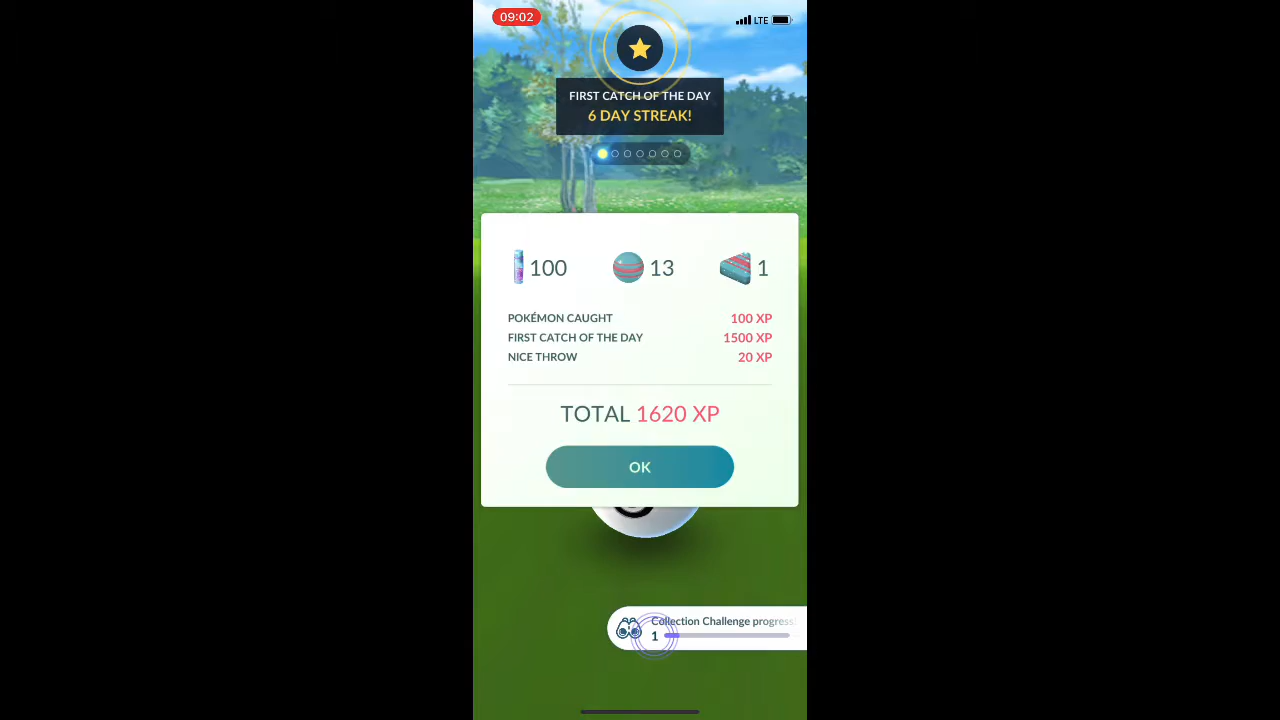 09:02
LTE
FIRST CATCH OF THE DAY
6 DAY STREAK!
100 13 1
POKÉMON CAUGHT 100 XP
FIRST CATCH OF THE DAY 1500 XP
NICE THROW 20 XP
TOTAL 1620 XP
OK
Collection Challenge progress
1